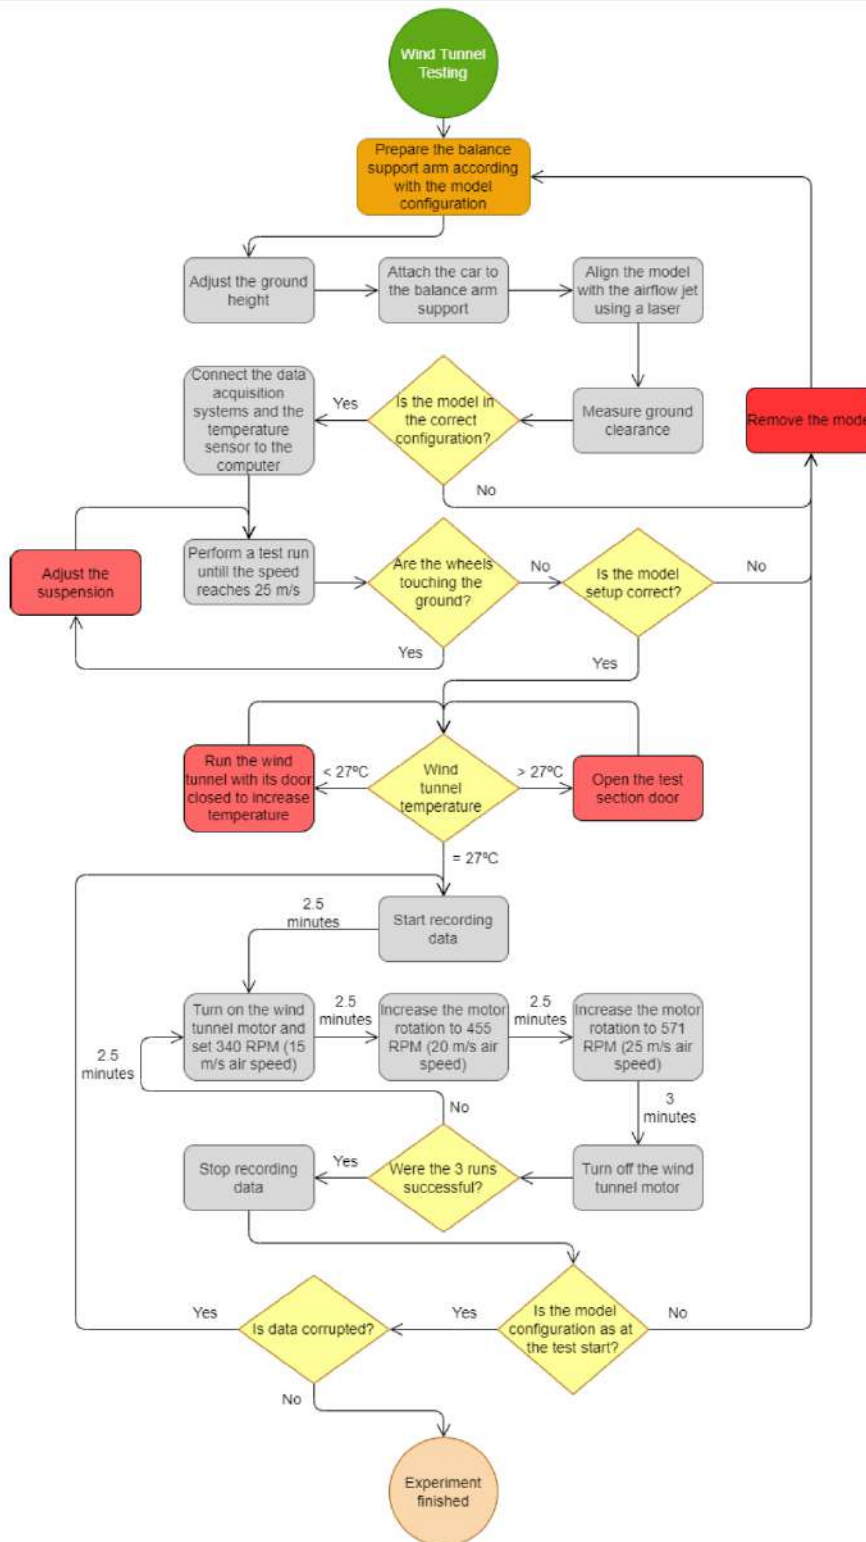 Wind Tunnel
Testing
Prepare the balance
support arm according
with the model
configuration
Adjust the ground
height
Attach the car to
the balance arm
support
Align the model
with the airflow jet
using a laser
Connect the data
acquisition
systems and the
temperature
sensor to the
computer
Yes
Is the model in
the correct
configuration?
Measure ground
clearance
Remove the mode
No
Adjust the
suspension
Perform a test run
untill the speed
reaches 25 m/s
Are the wheels
touching the
ground?
No
Is the model
setup correct?
No
Yes
Yes
Run the wind
tunnel with its door
closed to increase
temperature
< 27ºC
Wind
tunnel
temperature
> 27ºC
Open the test
section door
= 27ºC
2.5
minutes
Start recording
data
Turn on the wind
tunnel motor and
set 340 RPM (15
m/s air speed)
2.5
minutes
Increase the motor
rotation to 455
RPM (20 m/s air
speed)
2.5
minutes
Increase the motor
rotation to 571
RPM (25 m/s air
speed)
2.5
minutes
3
minutes
No
Stop recording
data
Yes
Were the 3 runs
successful?
Turn off the wind
tunnel motor
Yes
Is data corrupted?
Yes
Is the model
configuration as at
the test start?
No
No
Experiment
finished